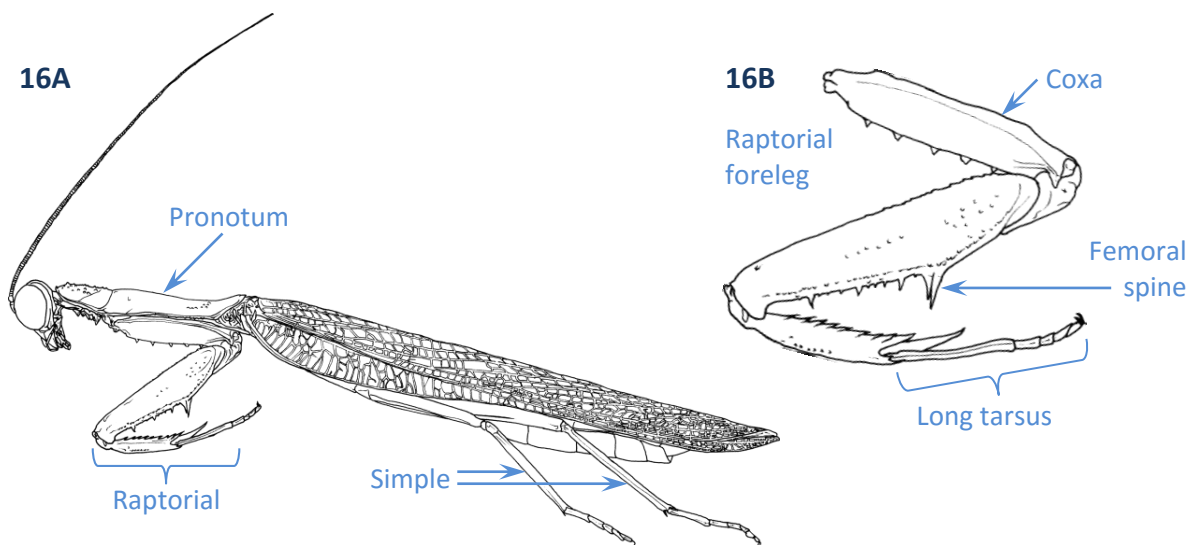 16A
Pronotum
Raptorial
Simple
16B
Coxa
Raptorial
foreleg
Femoral
spine
Long tarsus